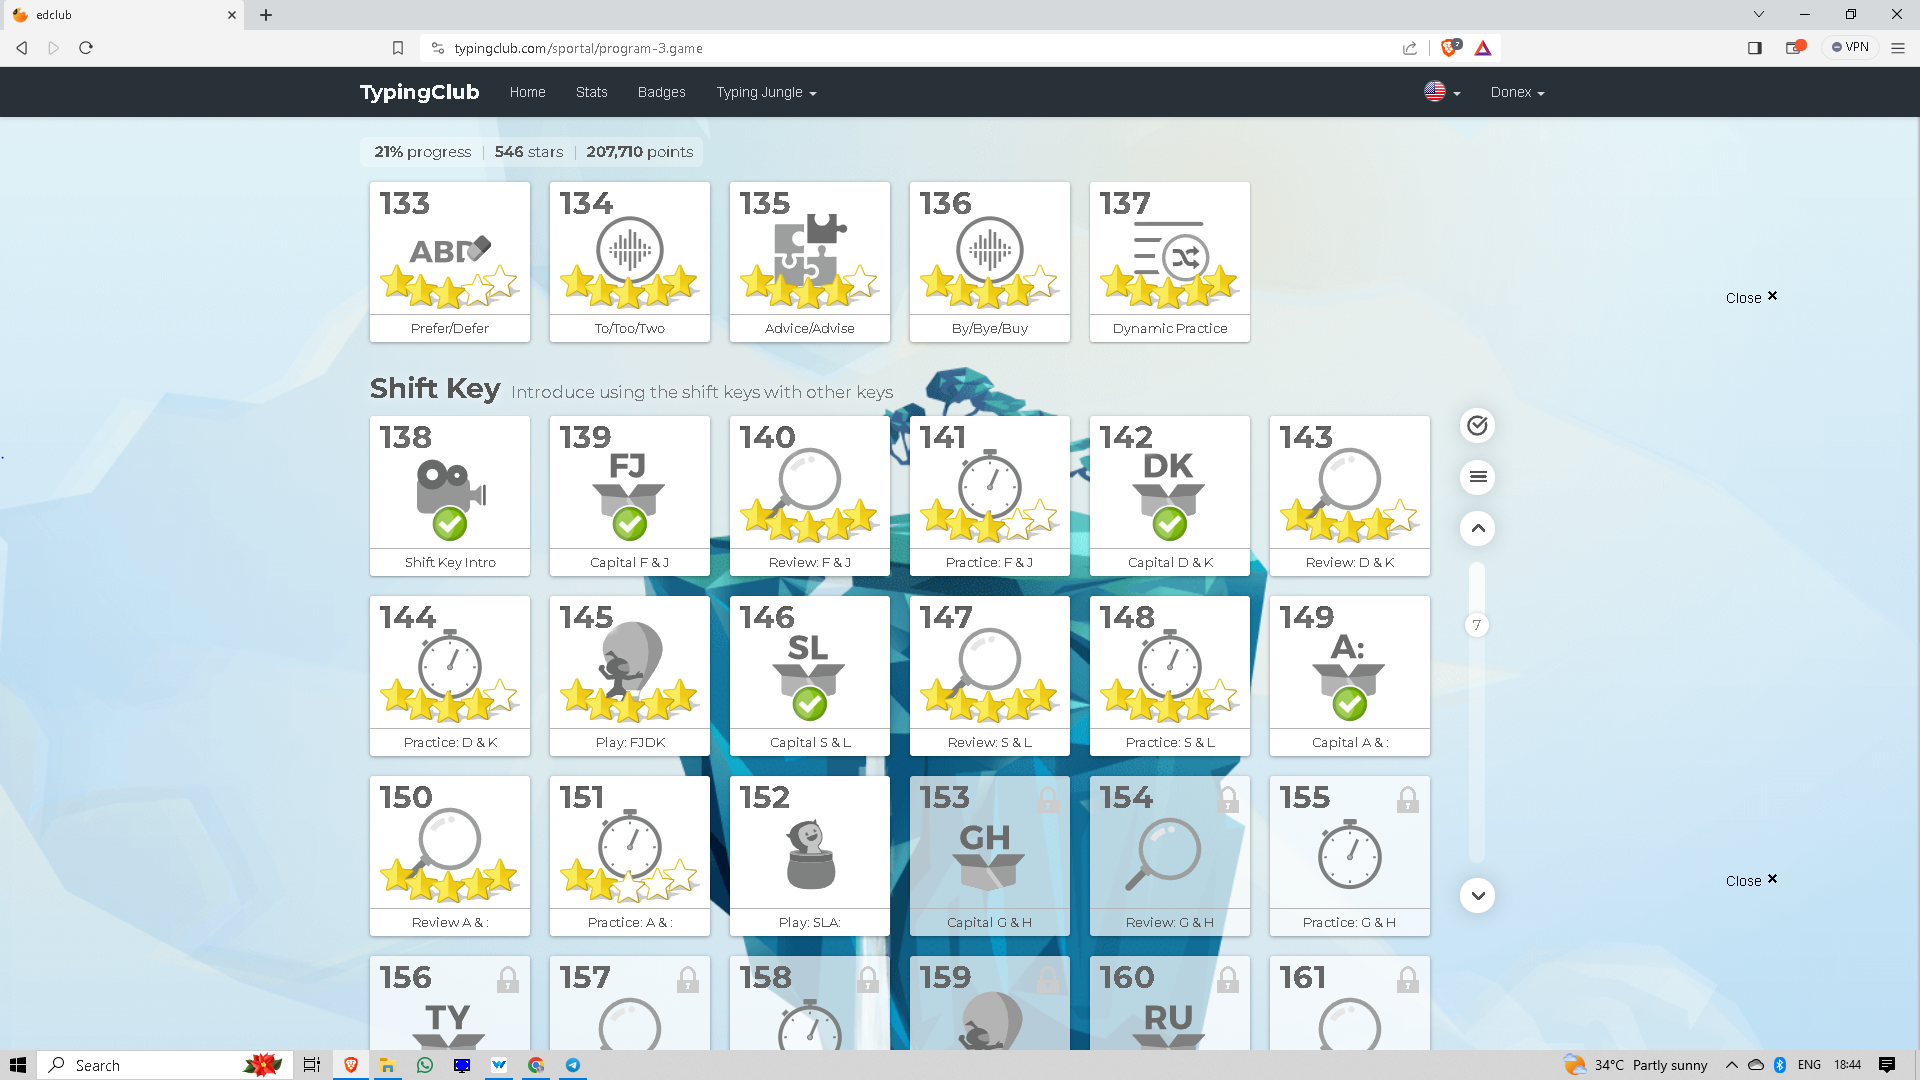 edclub
typingclub.com/sportal/program-3.game
2
VPN
TypingClub
Home
Stats
Badges
Typing Jungle
Donex
21% progress
546 stars
207,710 points
133
134
135
136
137
ABD
Prefer/Defer
To/Too/Two
Advice/Advise
By/Bye/Buy
Dynamic Practice
Close
Shift Key Introduce using the shift keys with other keys
138
139
140
141
142
143
FJ
DK
Shift Key Intro
Capital F & J
Review: F & J
Practice: F & J
Capital D & K
Review: D & K
144
145
146
147
148
149
7
SL
A:
Practice: D & K
Play: FJDK
Capital S & L
Review: S & L
Practice: S & L
Capital A & :
150
151
152
153
154
155
GH
Close
Review A & :
Practice: A & :
Play: SLA:
Capital G & H
Review: G & H
Practice: G & H
156
157
158
159
160
161
TY
RU
Search
34°C Partly sunny
ENG
18:44